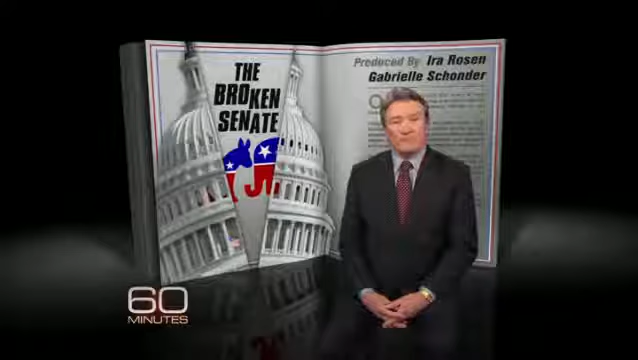 THE
BROKEN
SENATE
Produced By Ira Rosen
Gabrielle Schonder
60
MINUTES